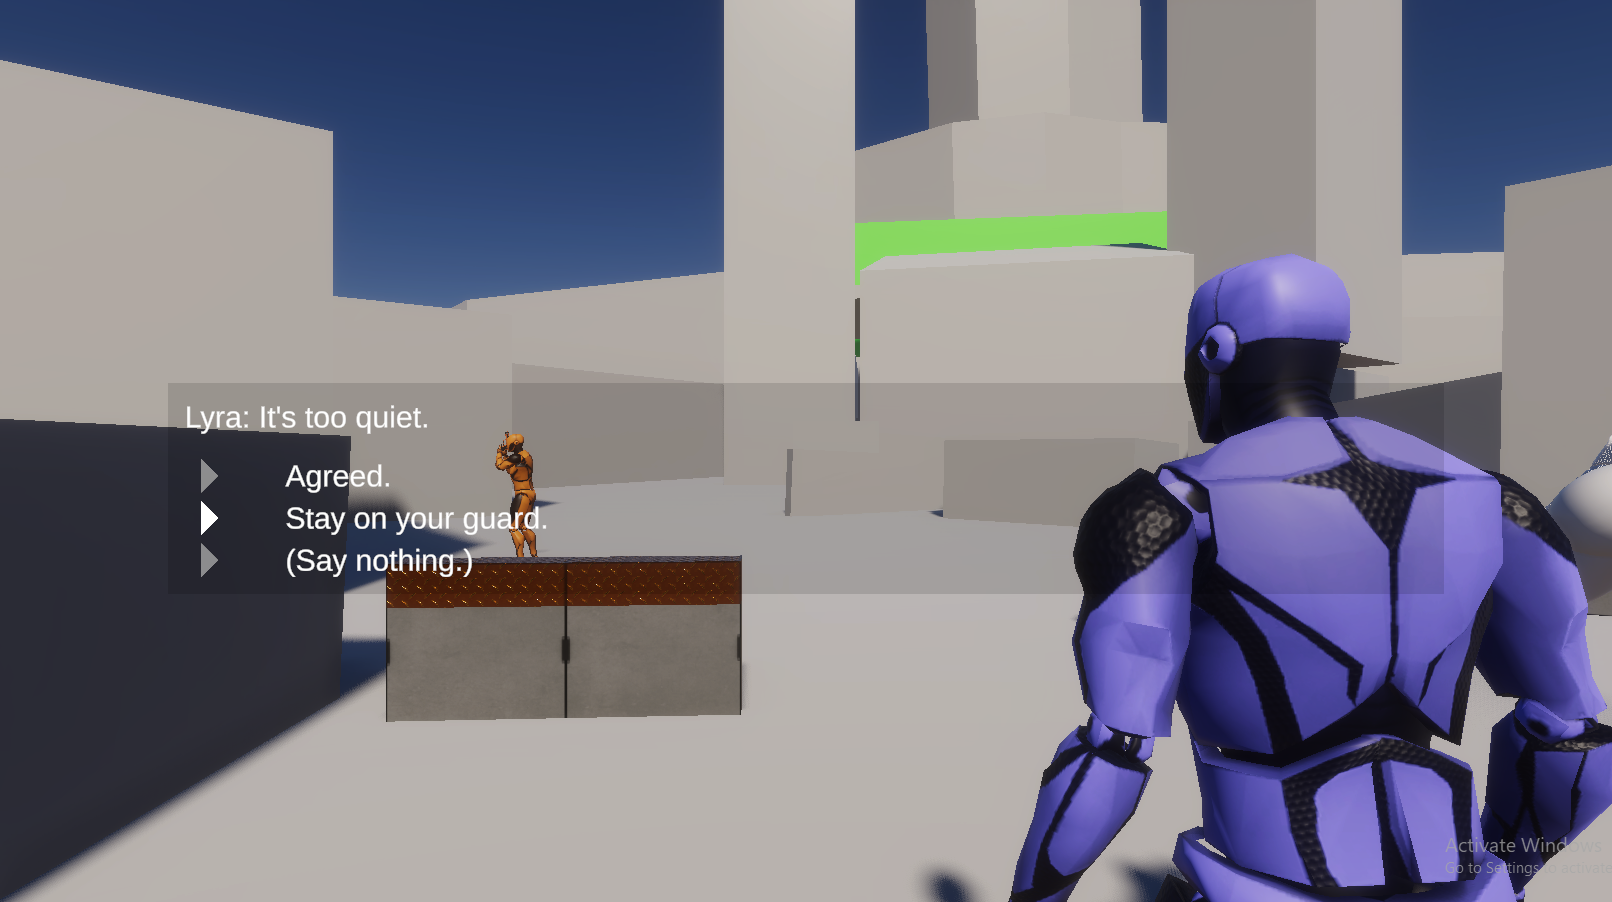 Lyra: It's too quiet.
Agreed.
Stay on your guard.
(Say nothing.)
Activate Windows
Go to Settings to activate